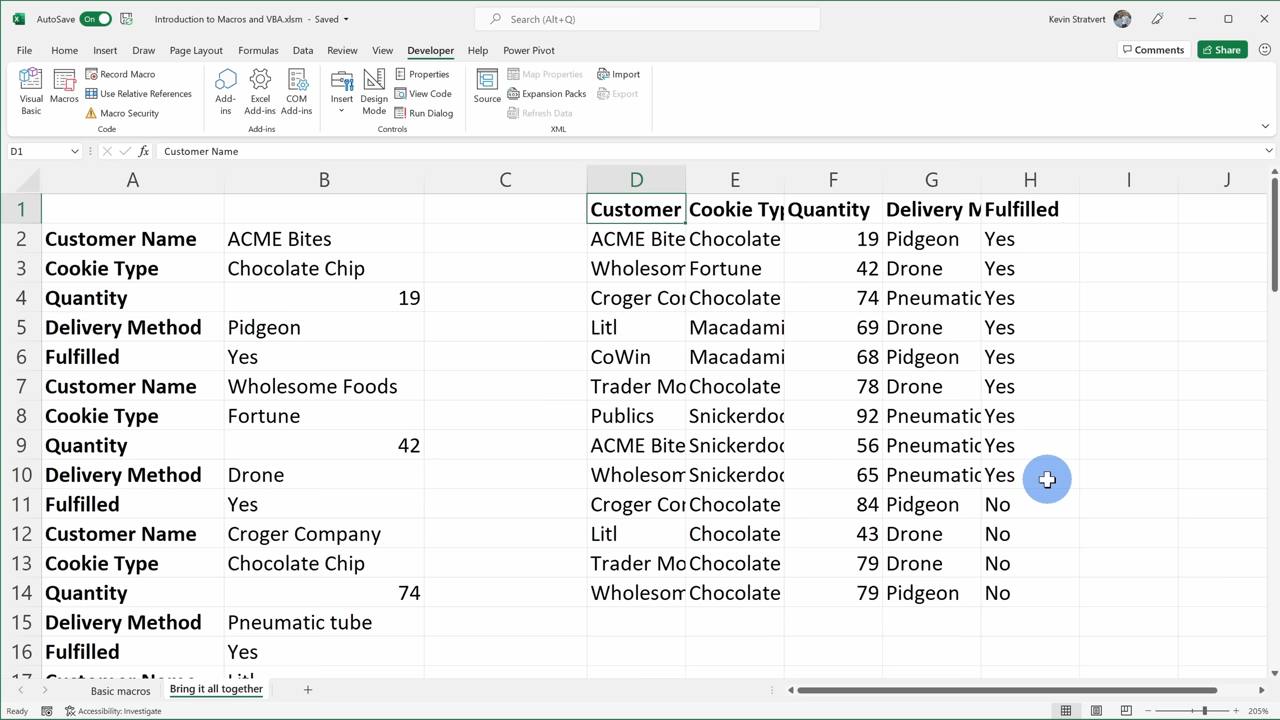 AutoSave On Introduction to Macros and VBA.xlsm - Saved Search (Alt+Q) Kevin Stratvert
File Home Insert Draw Page Layout Formulas Data Review View Developer Help Power Pivot Comments Share
Visual Basic
Macros
Record Macro
Use Relative References
Macro Security
Code
Add-ins
Excel Add-ins
COM Add-ins
Add-ins
Insert
Design Mode
Properties
View Code
Run Dialog
Controls
Source
Map Properties
Expansion Packs
Refresh Data
Import
Export
XML
D1 fx Customer Name
A B C D E F G H I J
1 Customer Cookie Typ Quantity Delivery M Fulfilled
2 Customer Name ACME Bites ACME Bite Chocolate 19 Pidgeon Yes
3 Cookie Type Chocolate Chip Wholesom Fortune 42 Drone Yes
4 Quantity 19 Croger Cor Chocolate 74 Pneumatic Yes
5 Delivery Method Pidgeon Litl Macadami 69 Drone Yes
6 Fulfilled Yes CoWin Macadami 68 Pidgeon Yes
7 Customer Name Wholesome Foods Trader Mo Chocolate 78 Drone Yes
8 Cookie Type Fortune Publics Snickerdoo 92 Pneumatic Yes
9 Quantity 42 ACME Bite Snickerdoo 56 Pneumatic Yes
10 Delivery Method Drone Wholesom Snickerdoo 65 Pneumatic Yes
11 Fulfilled Yes Croger Cor Chocolate 84 Pidgeon No
12 Customer Name Croger Company Litl Chocolate 43 Drone No
13 Cookie Type Chocolate Chip Trader Mo Chocolate 79 Drone No
14 Quantity 74 Wholesom Chocolate 79 Pidgeon No
15 Delivery Method Pneumatic tube
16 Fulfilled Yes
17 Customer Name Litl
Basic macros Bring it all together
Ready Accessibility: Investigate 205%